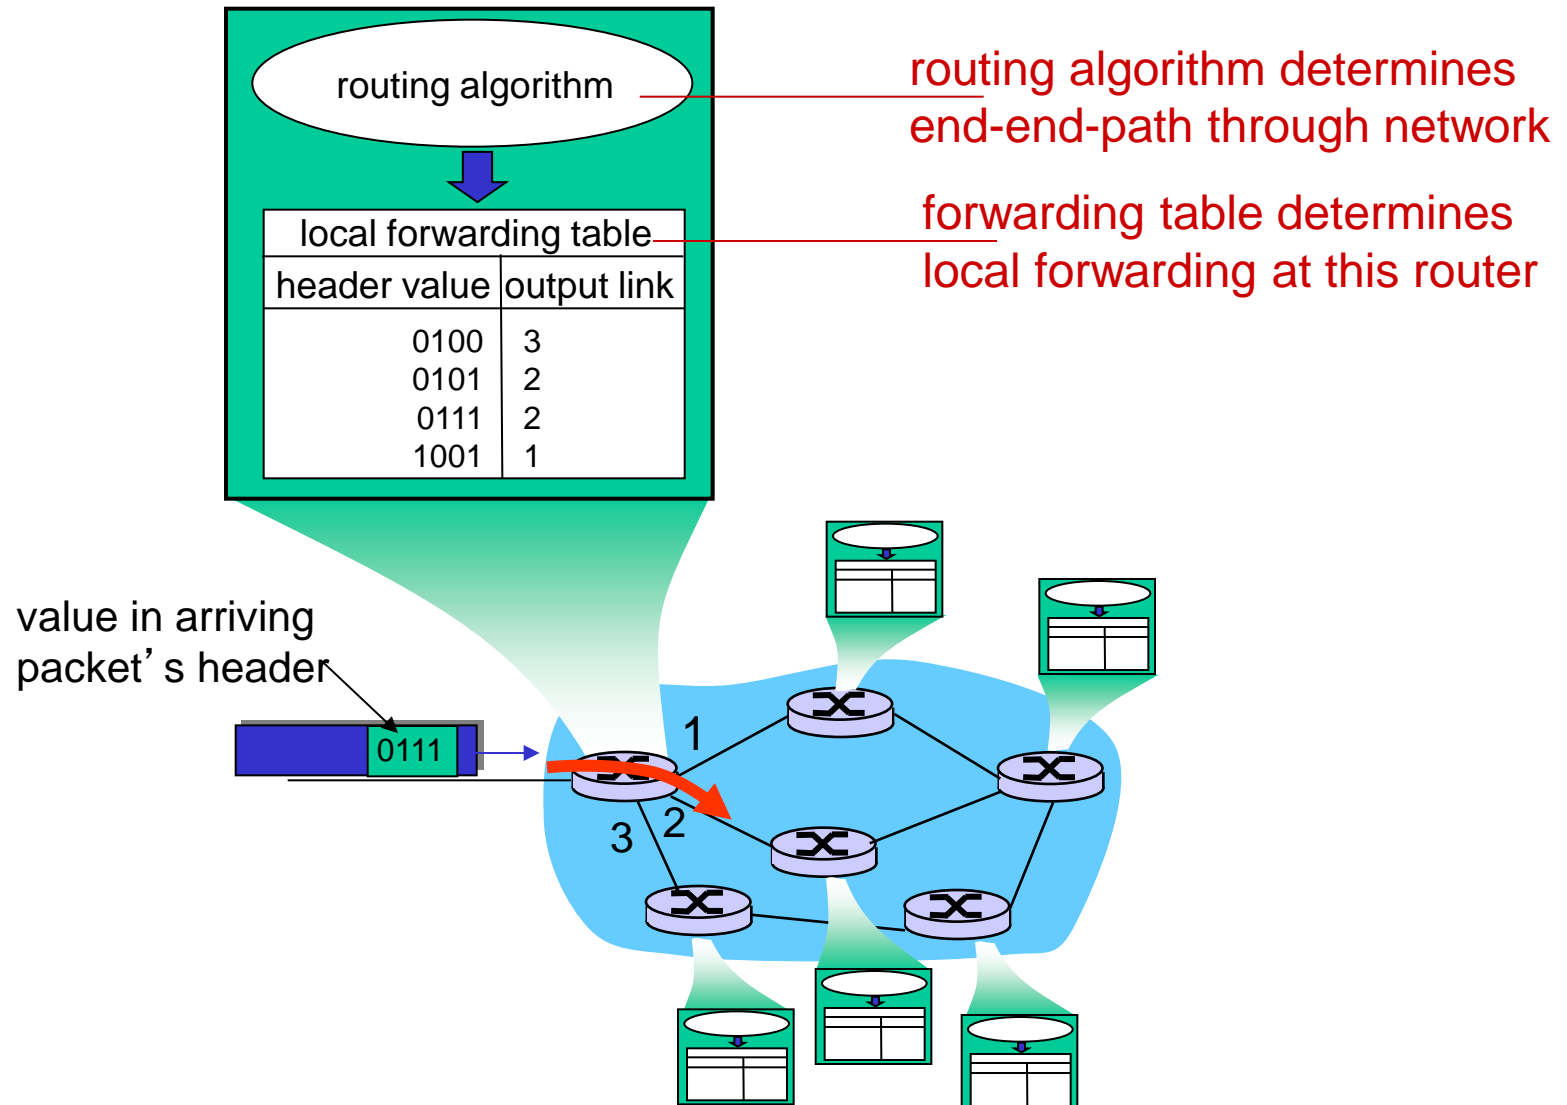 routing algorithm
routing algorithm determines
end-end-path through network
local forwarding table
forwarding table determines
local forwarding at this router
header value output link
0100 3
0101 2
0111 2
1001 1
value in arriving
packet’s header
0111
1
2
3